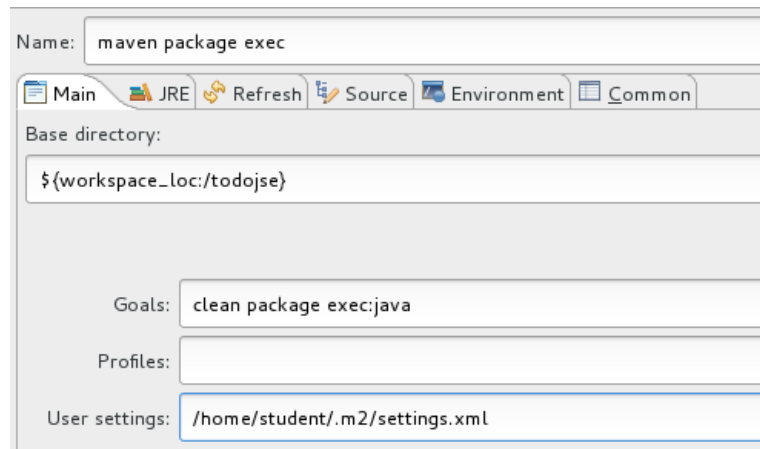 Name: maven package exec
Main JRE Refresh Source Environment Common
Base directory:
${workspace_loc:/todojse}
Goals: clean package exec:java
Profiles:
User settings: /home/student/.m2/settings.xml